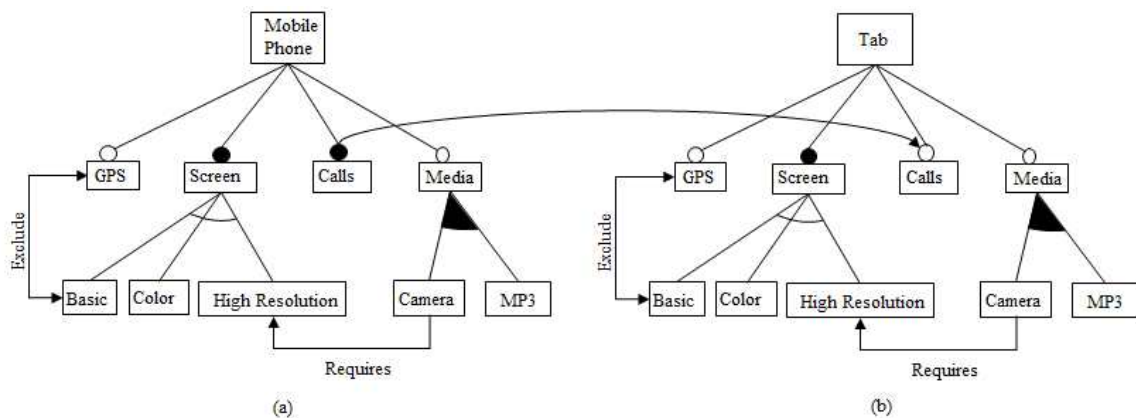 Mobile
Phone
Tab
GPS
Screen
Calls
Media
GPS
Screen
Calls
Media
Exclude
Exclude
Basic
Color
High Resolution
Camera
MP3
Basic
Color
High Resolution
Camera
MP3
Requires
Requires
(a)
(b)